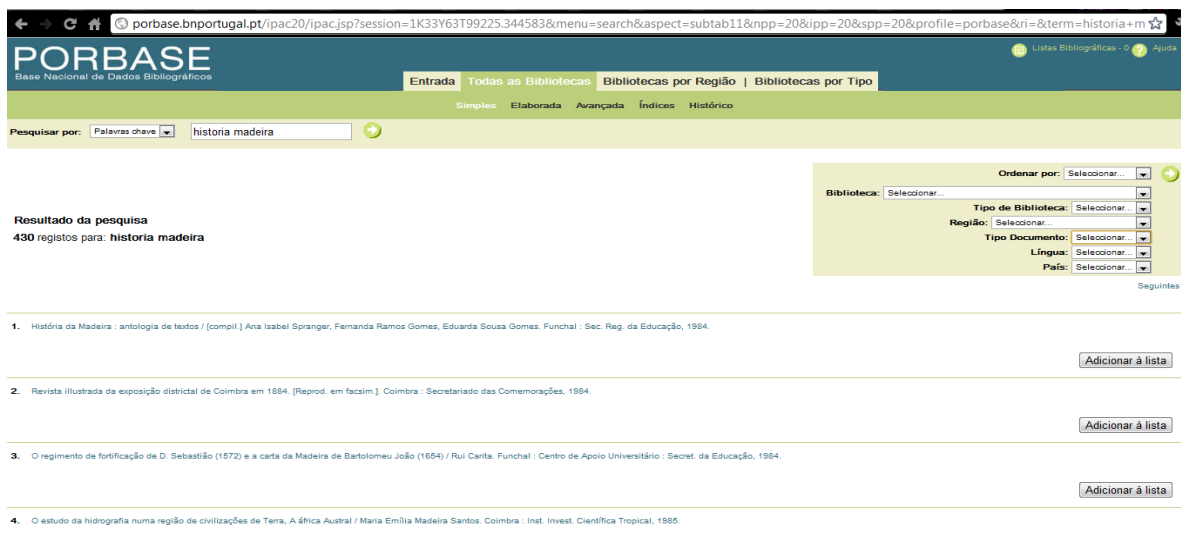 porbase.bnportugal.pt/ipac20/ipac.jsp?session=1K33Y63T99225.344583&menu=search&aspect=subtab11&npp=20&ipp=20&spp=20&profile=porbase&ri=&term=historia+m
PORBASE
Base Nacional de Dados Bibliográficos
Listas Bibliográficas - 0 ? Ajuda
Entrada Todas as Bibliotecas Bibliotecas por Região | Bibliotecas por Tipo
Simples Elaborada Avançada Índices Histórico
Pesquisar por: Palavras chave historia madeira
Ordenar por: Seleccionar...
Biblioteca: Seleccionar...
Tipo de Biblioteca: Seleccionar...
Região: Seleccionar...
Tipo Documento: Seleccionar...
Língua: Seleccionar...
País: Seleccionar...
Resultado da pesquisa
430 registos para: historia madeira
Seguintes
1. História da Madeira : antologia de textos / [compil.] Ana Isabel Spranger, Fernanda Ramos Gomes, Eduarda Sousa Gomes. Funchal : Sec. Reg. da Educação, 1984.
Adicionar à lista
2. Revista illustrada da exposição districtal de Coimbra em 1884. [Reprod. em facsim.]. Coimbra : Secretariado das Comemorações, 1984.
Adicionar à lista
3. O regimento de fortificação de D. Sebastião (1572) e a carta da Madeira de Bartolomeu João (1654) / Rui Carita. Funchal : Centro de Apoio Universitário : Secret. da Educação, 1984.
Adicionar à lista
4. O estudo da hidrografia numa região de civilizações de Terra, A áfrica Austral / Maria Emília Madeira Santos. Coimbra : Inst. Invest. Científica Tropical, 1985.